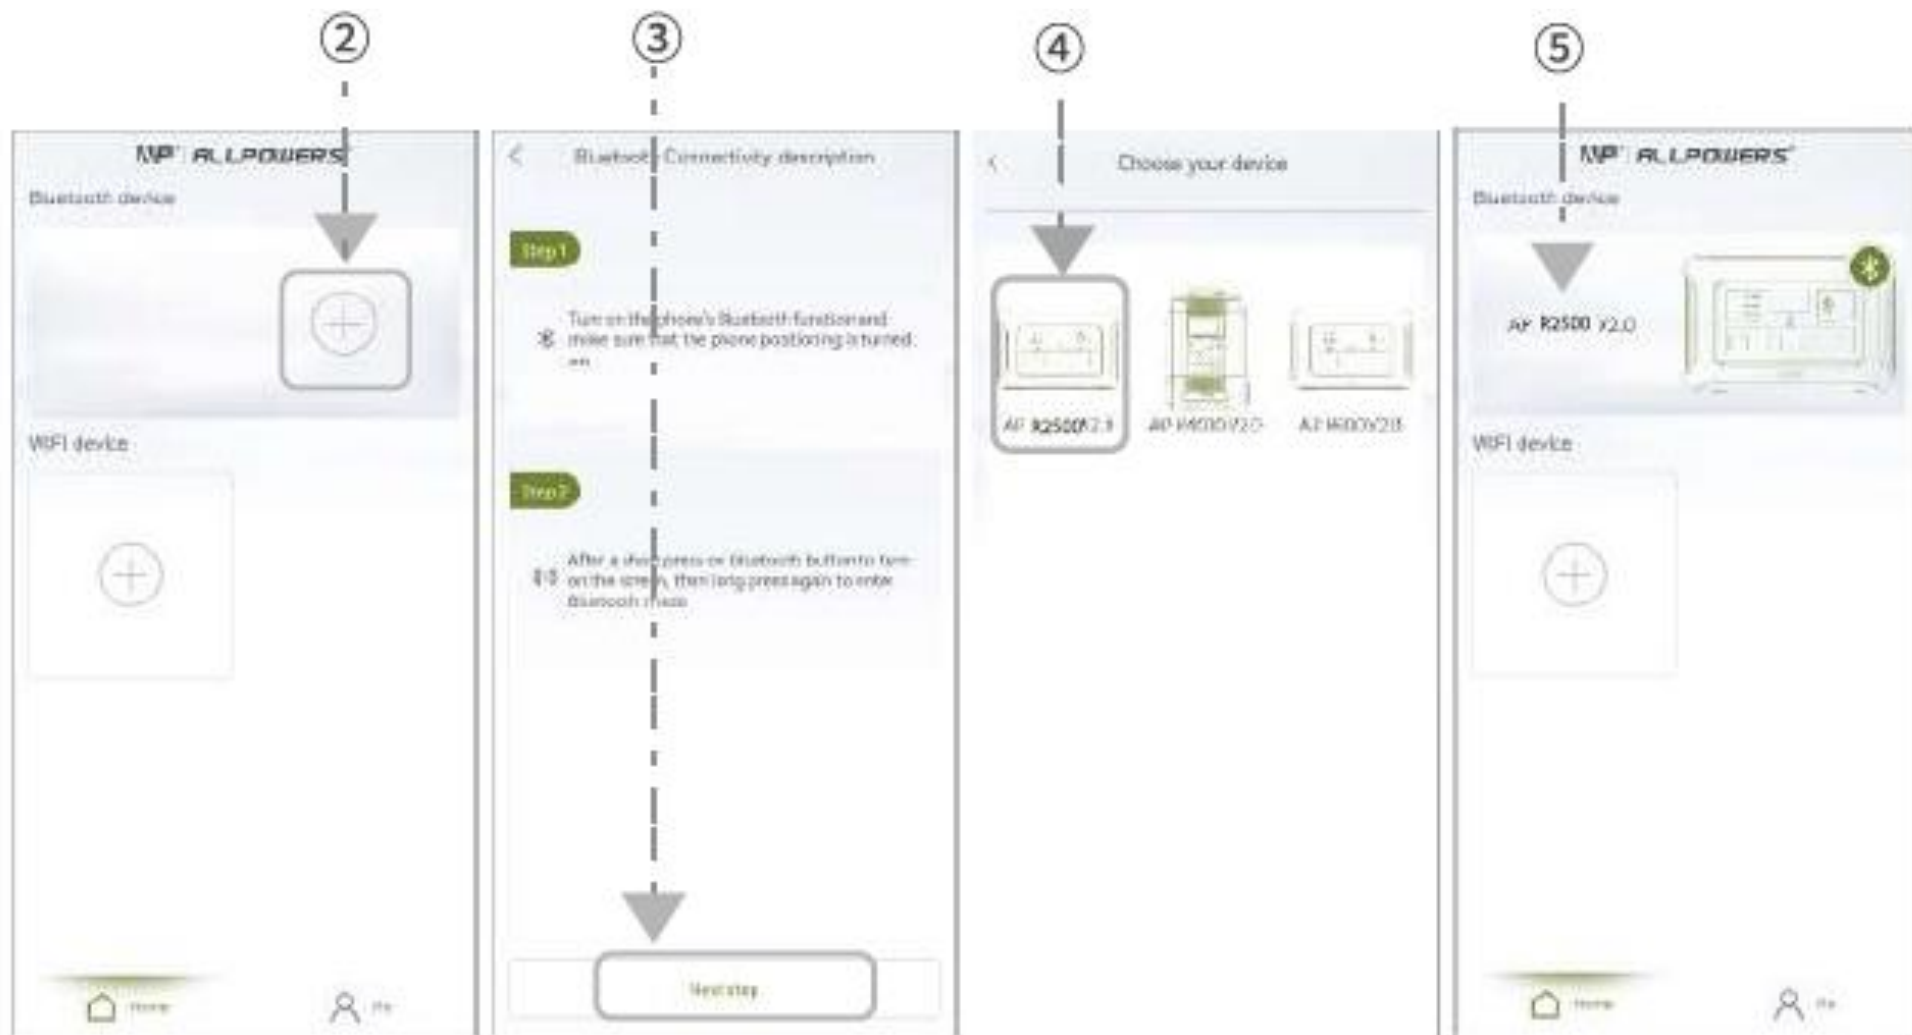 ②
③
④
⑤
ALLPOWERS
Bluetooth device
WIFI device
Home
Me
Bluetooth Connectivity description
Step 1
Turn on the phone's Bluetooth function and
make sure that the phone positioning is turned
on
Step 2
After a short press on Bluetooth button to turn
on the screen, then long press again to enter
Bluetooth mode
Next step
Choose your device
AP R2500
AP
ALLPOWERS
Bluetooth device
AP R2500 V2.0
WIFI device
Home
Me